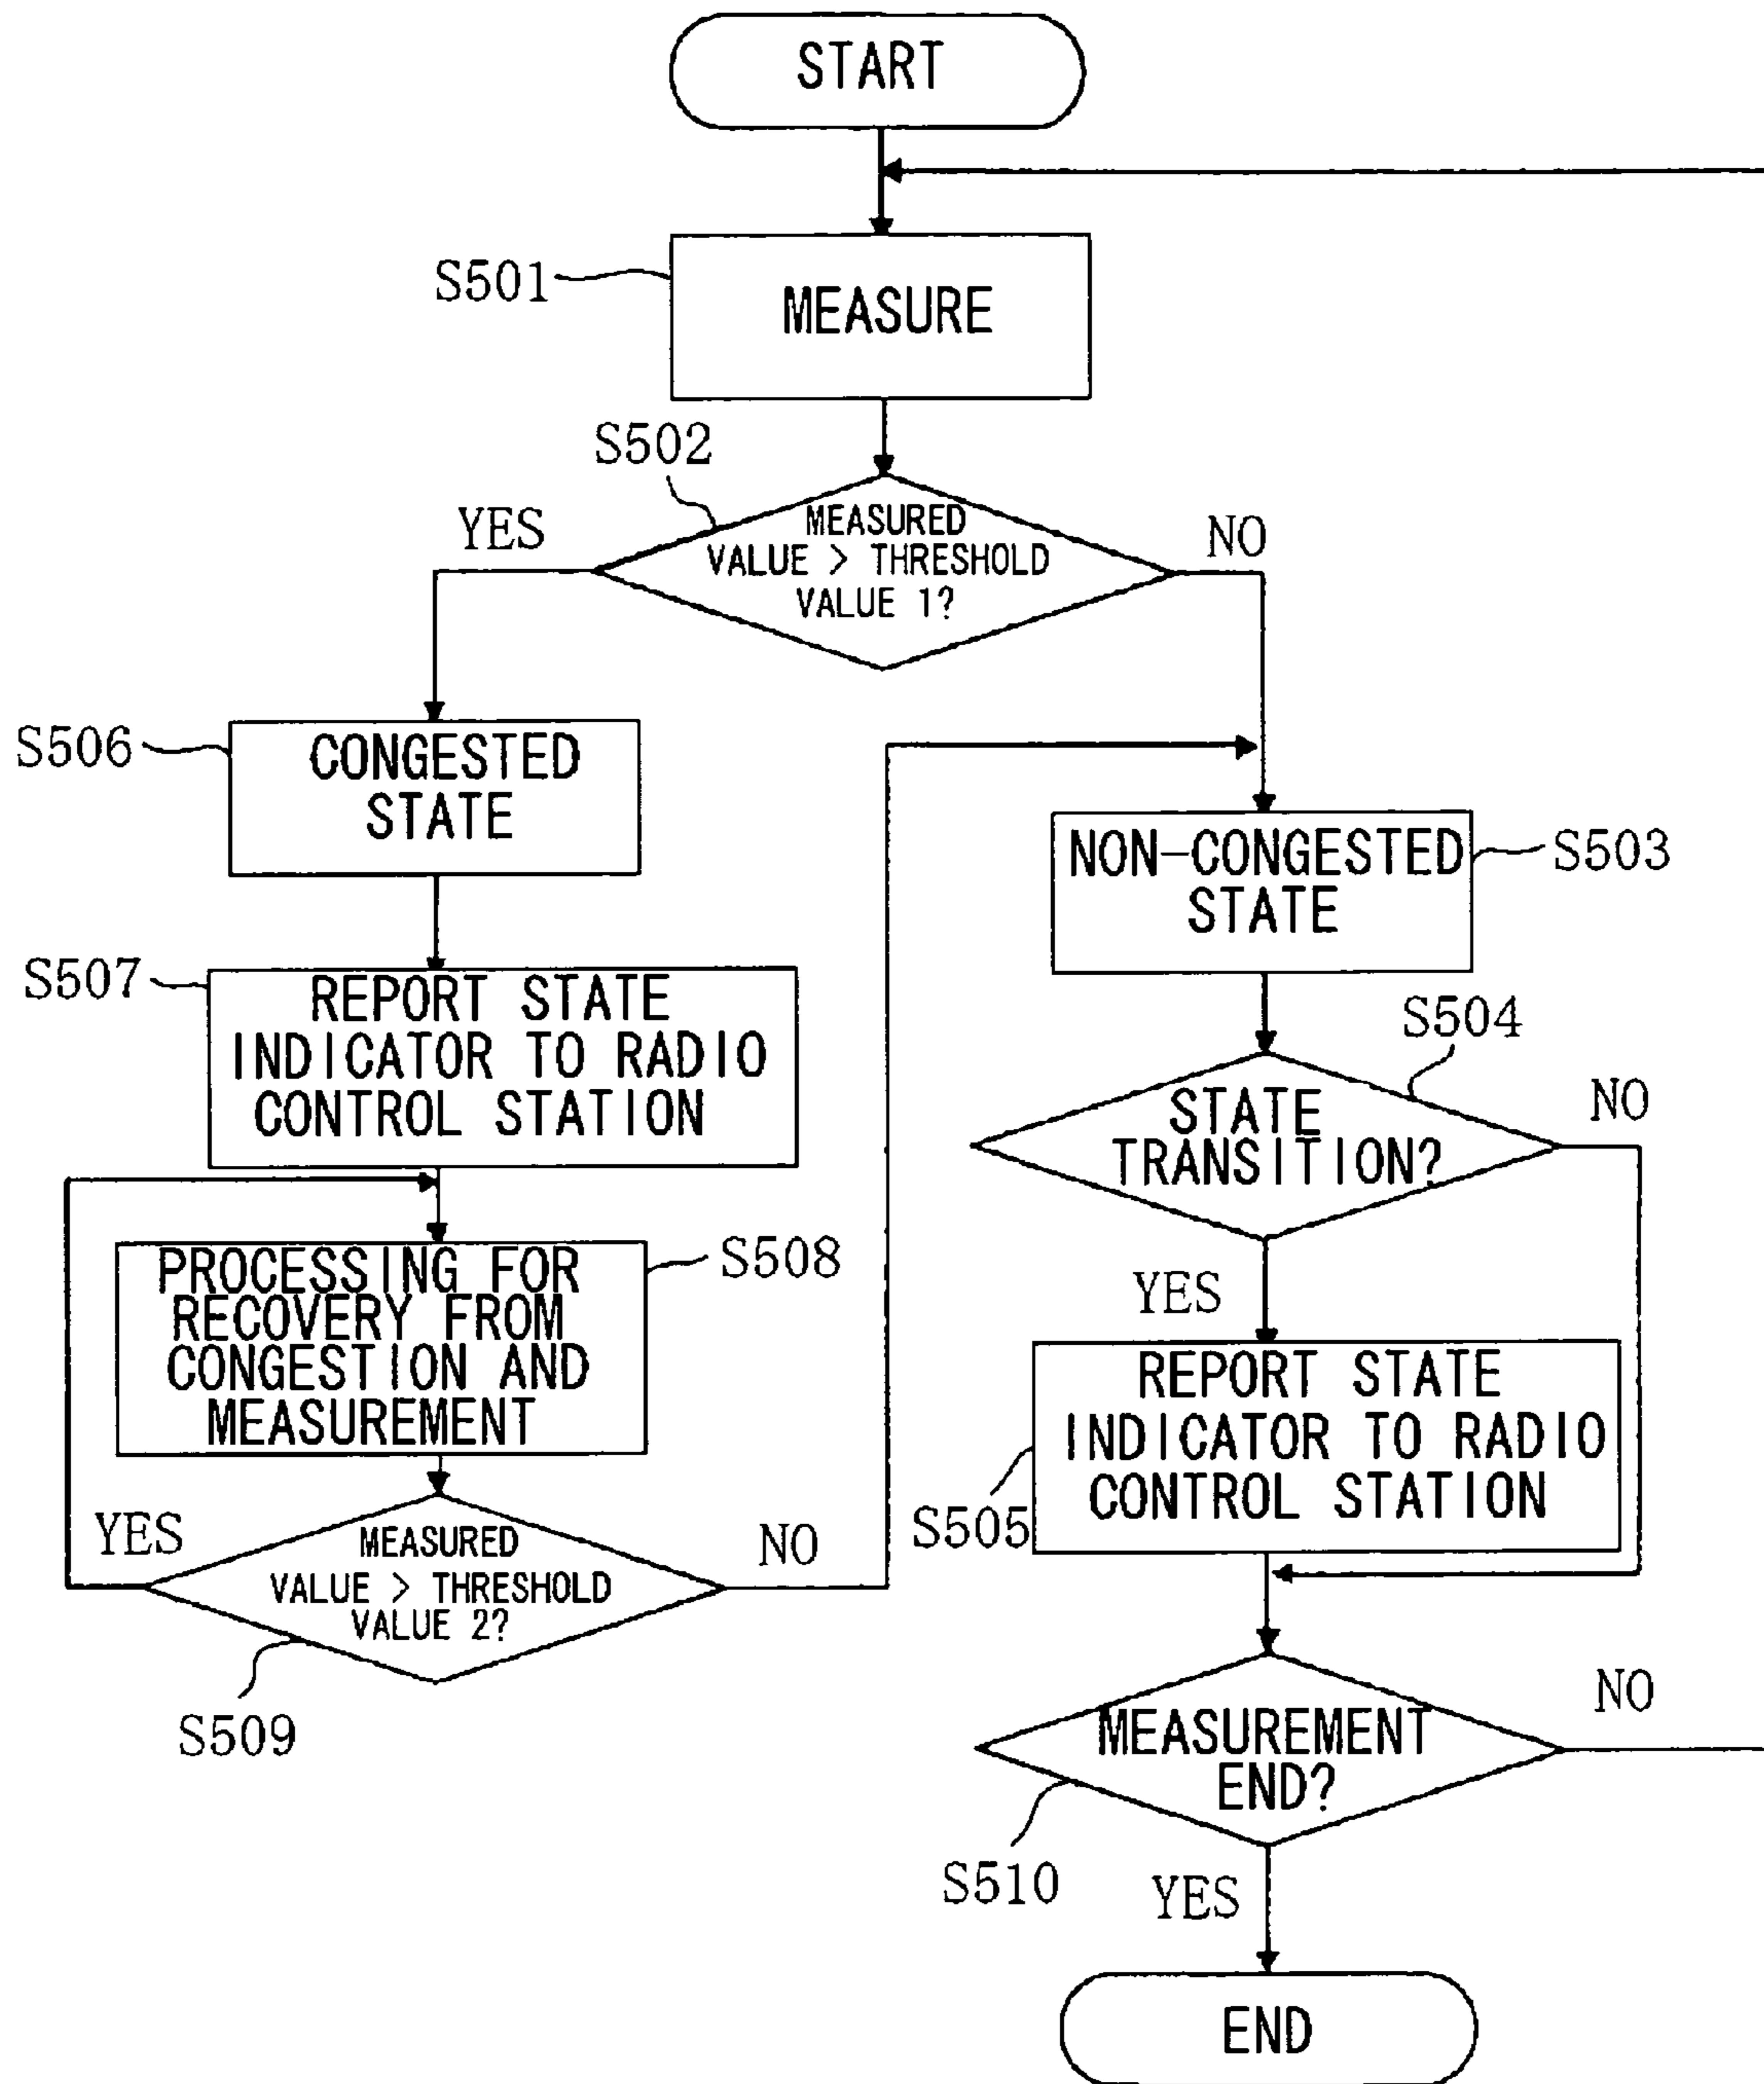 START
S501
MEASURE
S502
YES
MEASURED
VALUE > THRESHOLD
VALUE 1?
NO
S506
CONGESTED
STATE
NON-CONGESTED
STATE
S503
S507
REPORT STATE
INDICATOR TO RADIO
CONTROL STATION
S504
STATE
TRANSITION?
NO
YES
PROCESSING FOR
RECOVERY FROM
CONGESTION AND
MEASUREMENT
S508
REPORT STATE
INDICATOR TO RADIO
CONTROL STATION
S505
YES
MEASURED
VALUE > THRESHOLD
VALUE 2?
NO
S509
MEASUREMENT
END?
NO
S510
YES
END